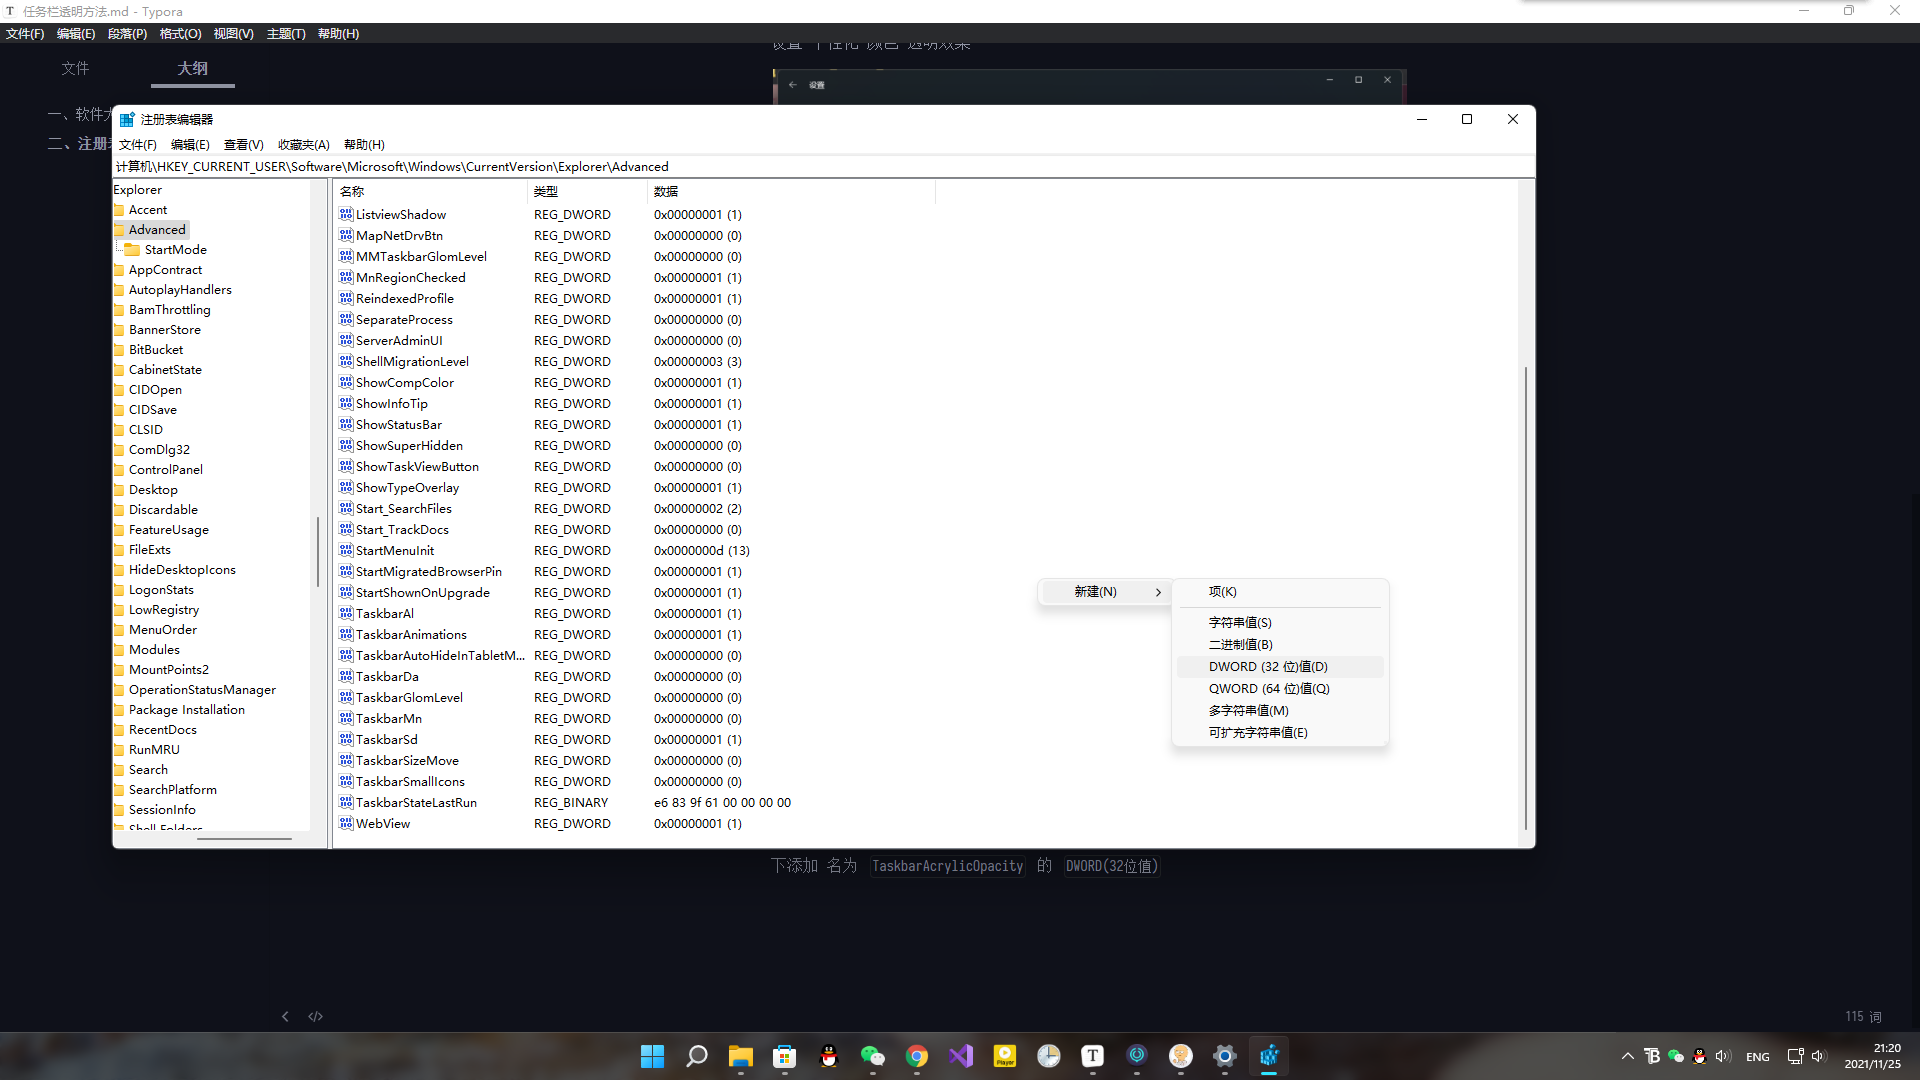 任务栏透明方法.md - Typora
文件(F) 编辑(E) 段落(P) 格式(O) 视图(V) 主题(T) 帮助(H)
文件 大纲
设置 个性化 颜色 透明效果
设置
一、软件
二、注册
注册表编辑器
文件(F) 编辑(E) 查看(V) 收藏夹(A) 帮助(H)
计算机\HKEY_CURRENT_USER\Software\Microsoft\Windows\CurrentVersion\Explorer\Advanced
Explorer
Accent
Advanced
StartMode
AppContract
AutoplayHandlers
BamThrottling
BannerStore
BitBucket
CabinetState
CIDOpen
CIDSave
CLSID
ComDlg32
ControlPanel
Desktop
Discardable
FeatureUsage
FileExts
HideDesktopIcons
LogonStats
LowRegistry
MenuOrder
Modules
MountPoints2
OperationStatusManager
Package Installation
RecentDocs
RunMRU
Search
SearchPlatform
SessionInfo
Shell Folders
名称 类型 数据
ListviewShadow REG_DWORD 0x00000001 (1)
MapNetDrvBtn REG_DWORD 0x00000000 (0)
MMTaskbarGlomLevel REG_DWORD 0x00000000 (0)
MnRegionChecked REG_DWORD 0x00000001 (1)
ReindexedProfile REG_DWORD 0x00000001 (1)
SeparateProcess REG_DWORD 0x00000000 (0)
ServerAdminUI REG_DWORD 0x00000000 (0)
ShellMigrationLevel REG_DWORD 0x00000003 (3)
ShowCompColor REG_DWORD 0x00000001 (1)
ShowInfoTip REG_DWORD 0x00000001 (1)
ShowStatusBar REG_DWORD 0x00000001 (1)
ShowSuperHidden REG_DWORD 0x00000000 (0)
ShowTaskViewButton REG_DWORD 0x00000000 (0)
ShowTypeOverlay REG_DWORD 0x00000001 (1)
Start_SearchFiles REG_DWORD 0x00000002 (2)
Start_TrackDocs REG_DWORD 0x00000000 (0)
StartMenuInit REG_DWORD 0x0000000d (13)
StartMigratedBrowserPin REG_DWORD 0x00000001 (1)
StartShownOnUpgrade REG_DWORD 0x00000001 (1)
TaskbarAl REG_DWORD 0x00000001 (1)
TaskbarAnimations REG_DWORD 0x00000001 (1)
TaskbarAutoHideInTabletM... REG_DWORD 0x00000000 (0)
TaskbarDa REG_DWORD 0x00000000 (0)
TaskbarGlomLevel REG_DWORD 0x00000000 (0)
TaskbarMn REG_DWORD 0x00000000 (0)
TaskbarSd REG_DWORD 0x00000001 (1)
TaskbarSizeMove REG_DWORD 0x00000000 (0)
TaskbarSmallIcons REG_DWORD 0x00000000 (0)
TaskbarStateLastRun REG_BINARY e6 83 9f 61 00 00 00 00
WebView REG_DWORD 0x00000001 (1)
新建(N)
项(K)
字符串值(S)
二进制值(B)
DWORD (32 位)值(D)
QWORD (64 位)值(Q)
多字符串值(M)
可扩充字符串值(E)
下添加 名为 TaskbarAcrylicOpacity 的 DWORD(32位值)
115 词
Player
ENG
21:20
2021/11/25